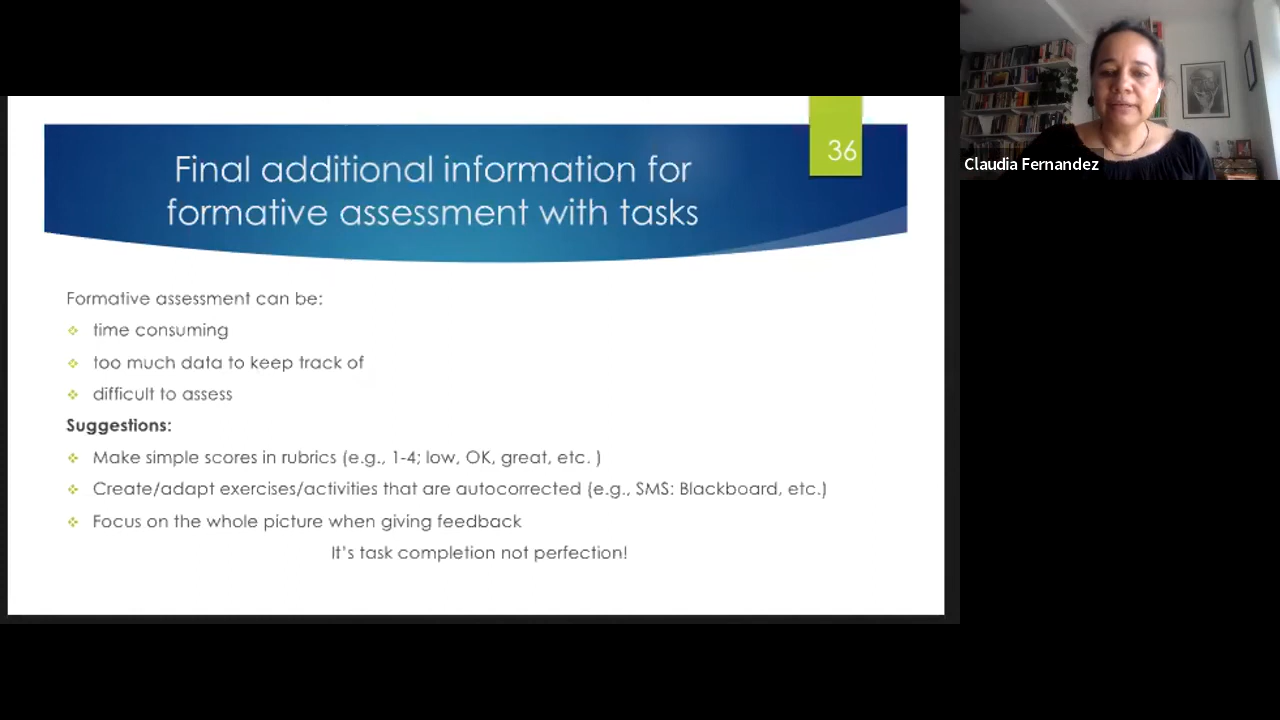 36
Final additional information for
formative assessment with tasks
Formative assessment can be:
time consuming
too much data to keep track of
difficult to assess
Suggestions:
Make simple scores in rubrics (e.g., 1-4; low, OK, great, etc. )
Create/adapt exercises/activities that are autocorrected (e.g., SMS: Blackboard, etc.)
Focus on the whole picture when giving feedback
It's task completion not perfection!
Claudia Fernandez